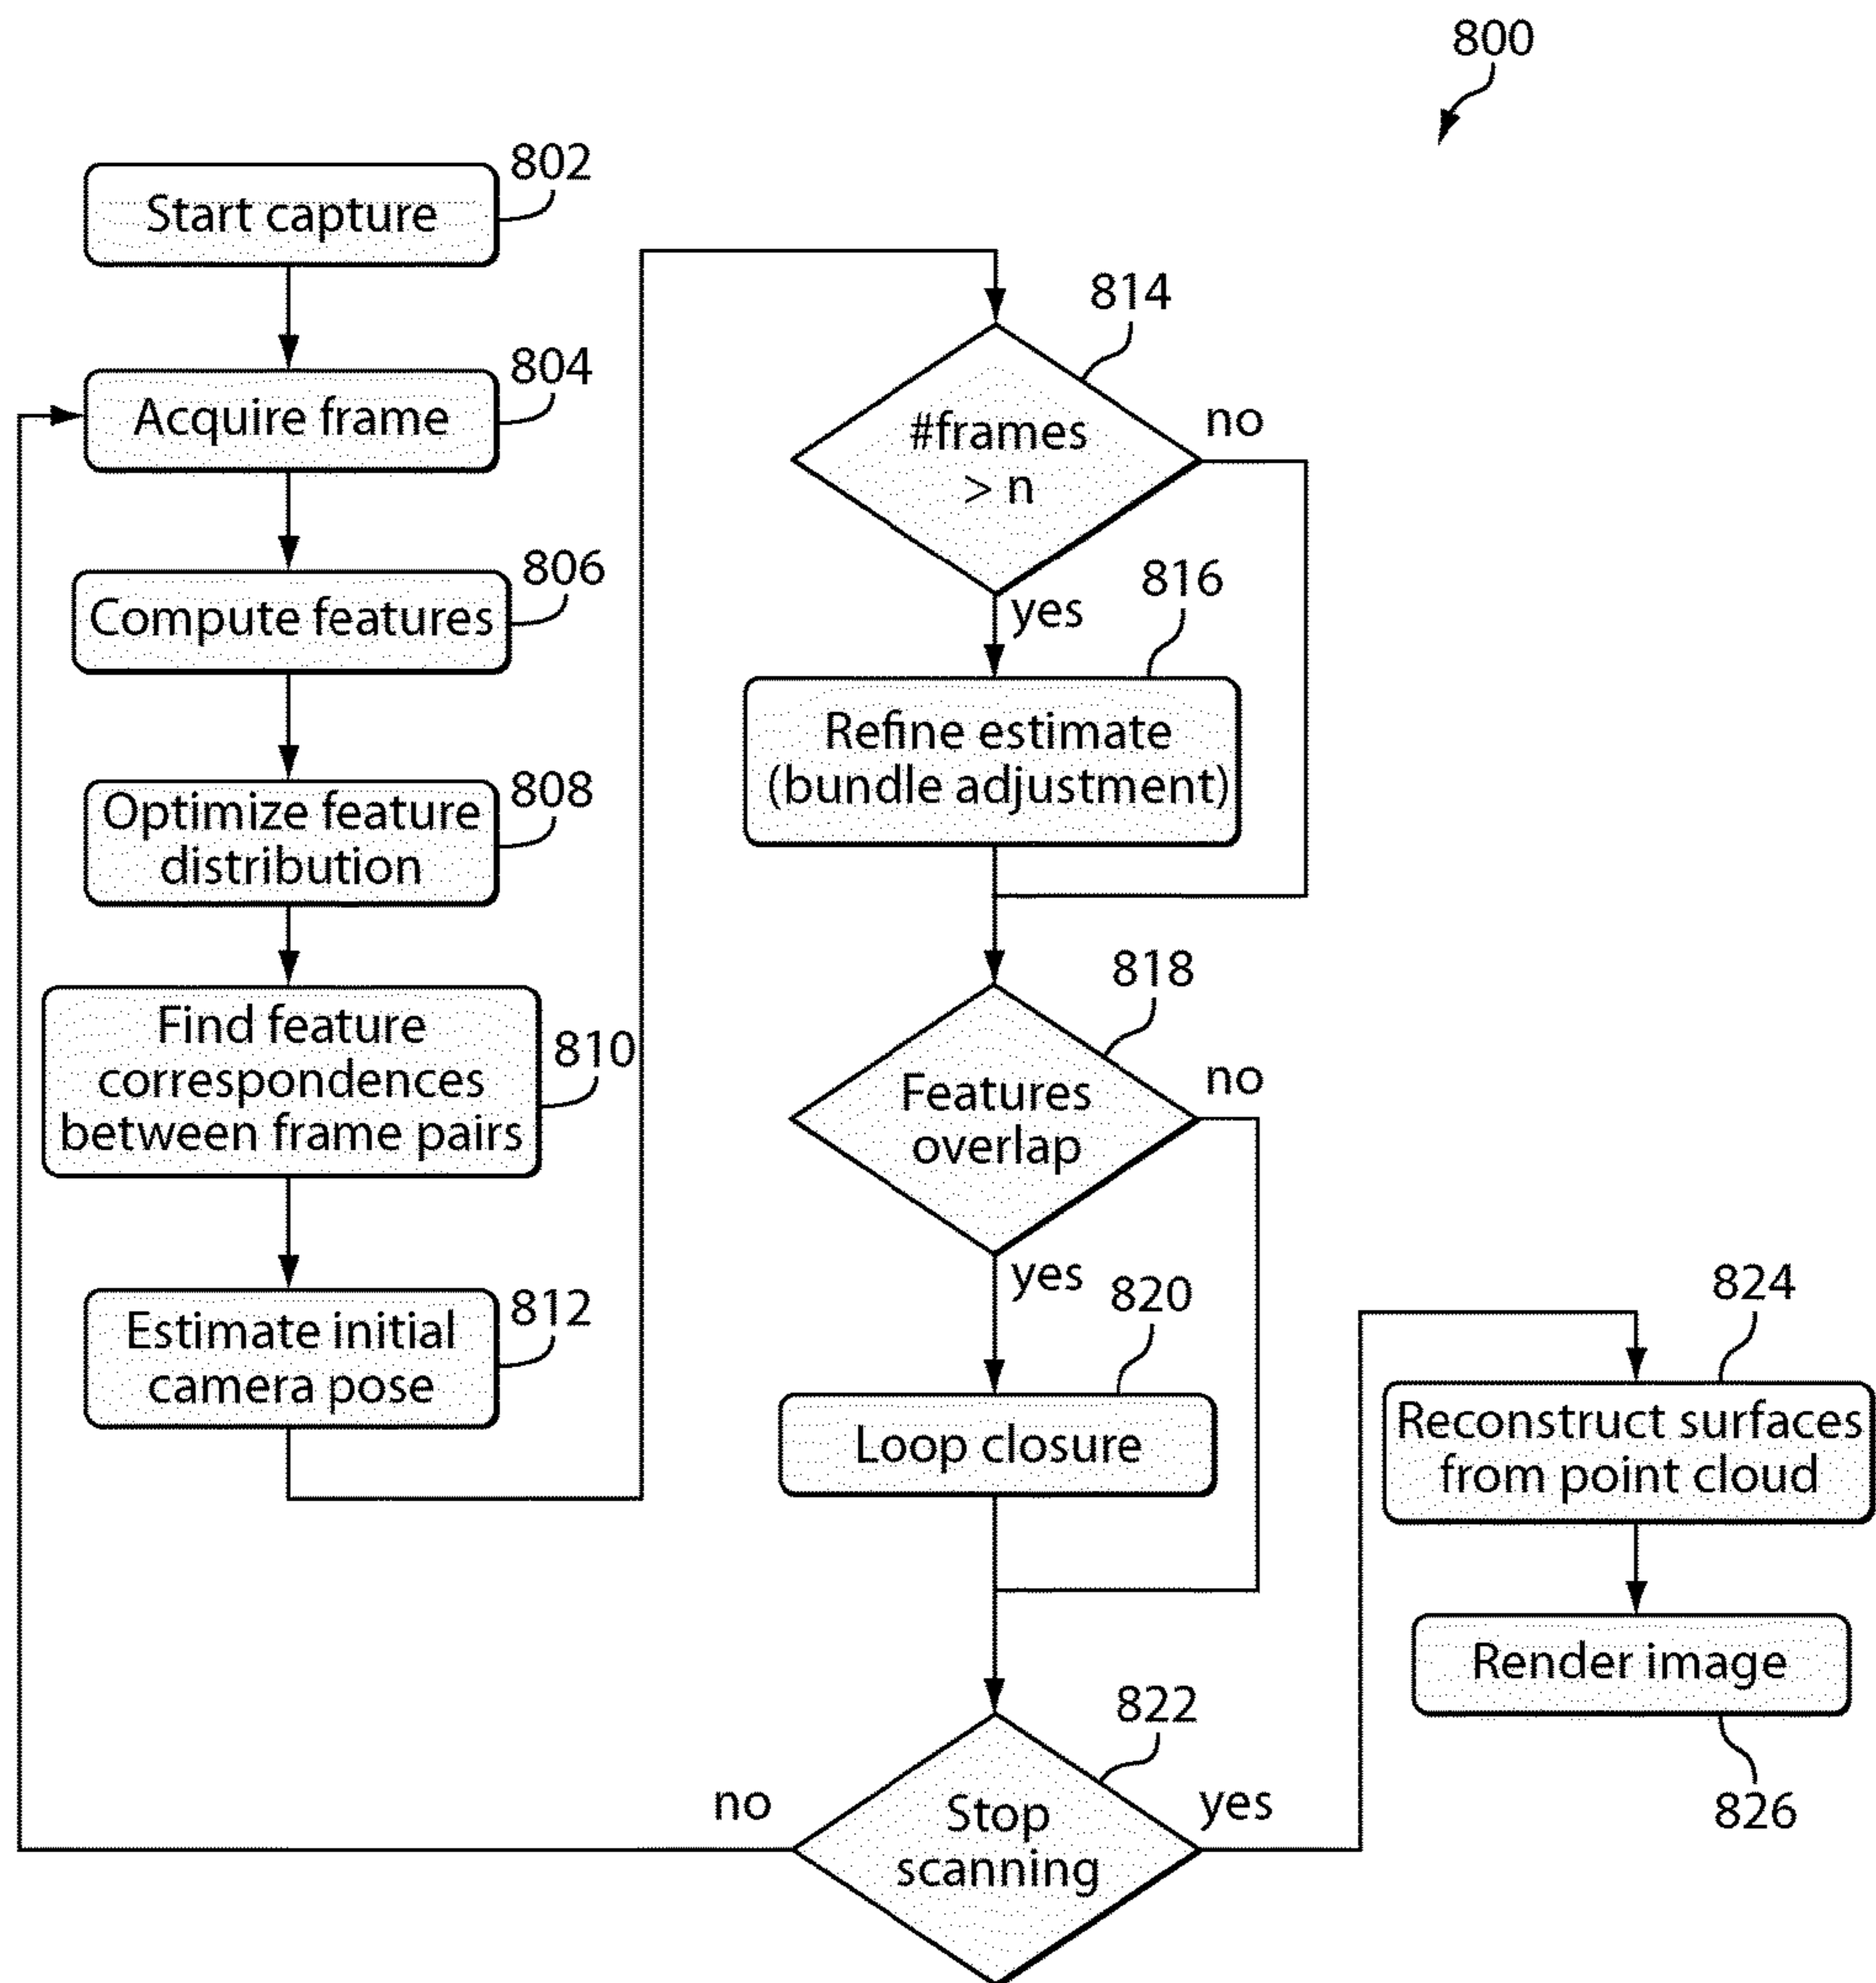 800
802
Start capture
804
Acquire frame
806
Compute features
808
Optimize feature
distribution
810
Find feature
correspondences
between frame pairs
812
Estimate initial
camera pose
814
#frames
> n
no
yes
816
Refine estimate
(bundle adjustment)
818
Features
overlap
no
yes
820
Loop closure
822
Stop
scanning
no
yes
824
Reconstruct surfaces
from point cloud
Render image
826